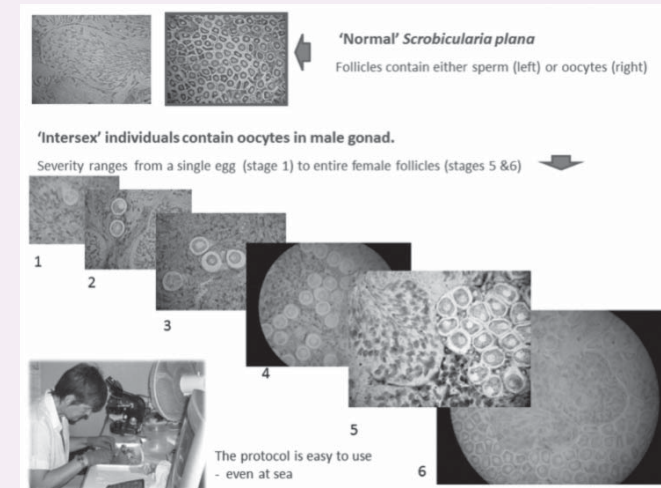 'Normal' Scrobicularia plana
Follicles contain either sperm (left) or oocytes (right)
'Intersex' individuals contain oocytes in male gonad.
Severity ranges from a single egg (stage 1) to entire female follicles (stages 5 &6)
1
2
3
4
5
6
The protocol is easy to use
- even at sea